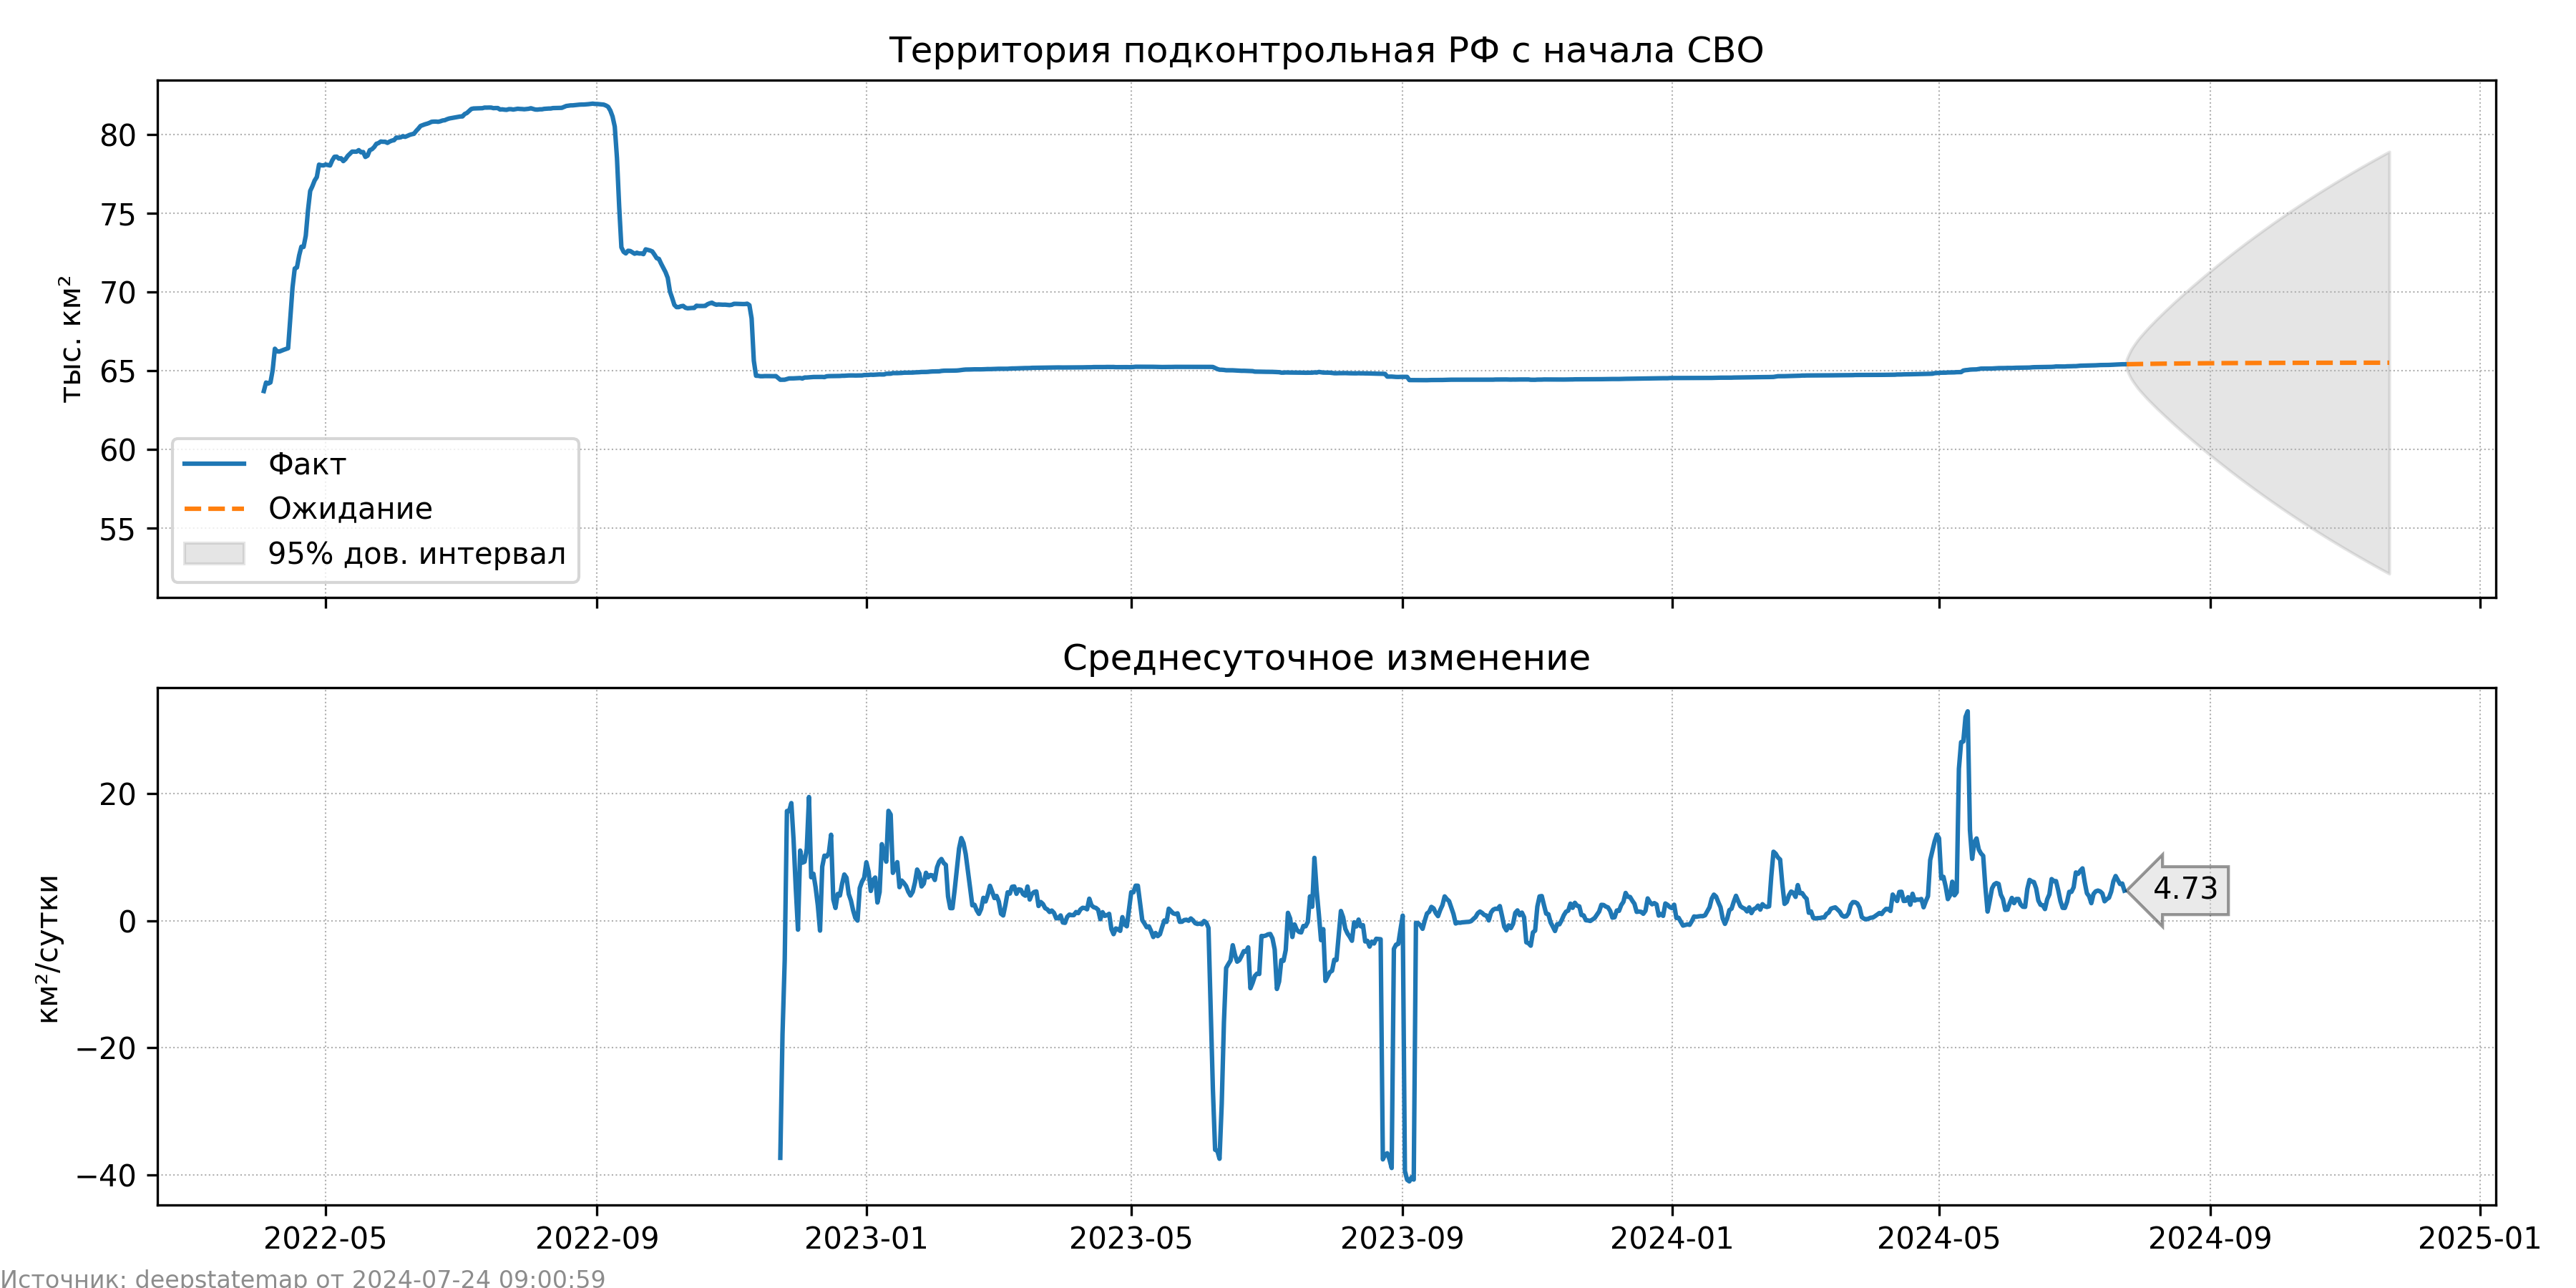 Территория подконтрольная РФ с начала СВО
тыс. км²
80
75
70
65
60
55
Факт
Ожидание
95% дов. интервал
Среднесуточное изменение
км²/сутки
20
0
−20
−40
4.73
2022-05 2022-09 2023-01 2023-05 2023-09 2024-01 2024-05 2024-09 2025-01
Источник: deepstatemap от 2024-07-24 09:00:59